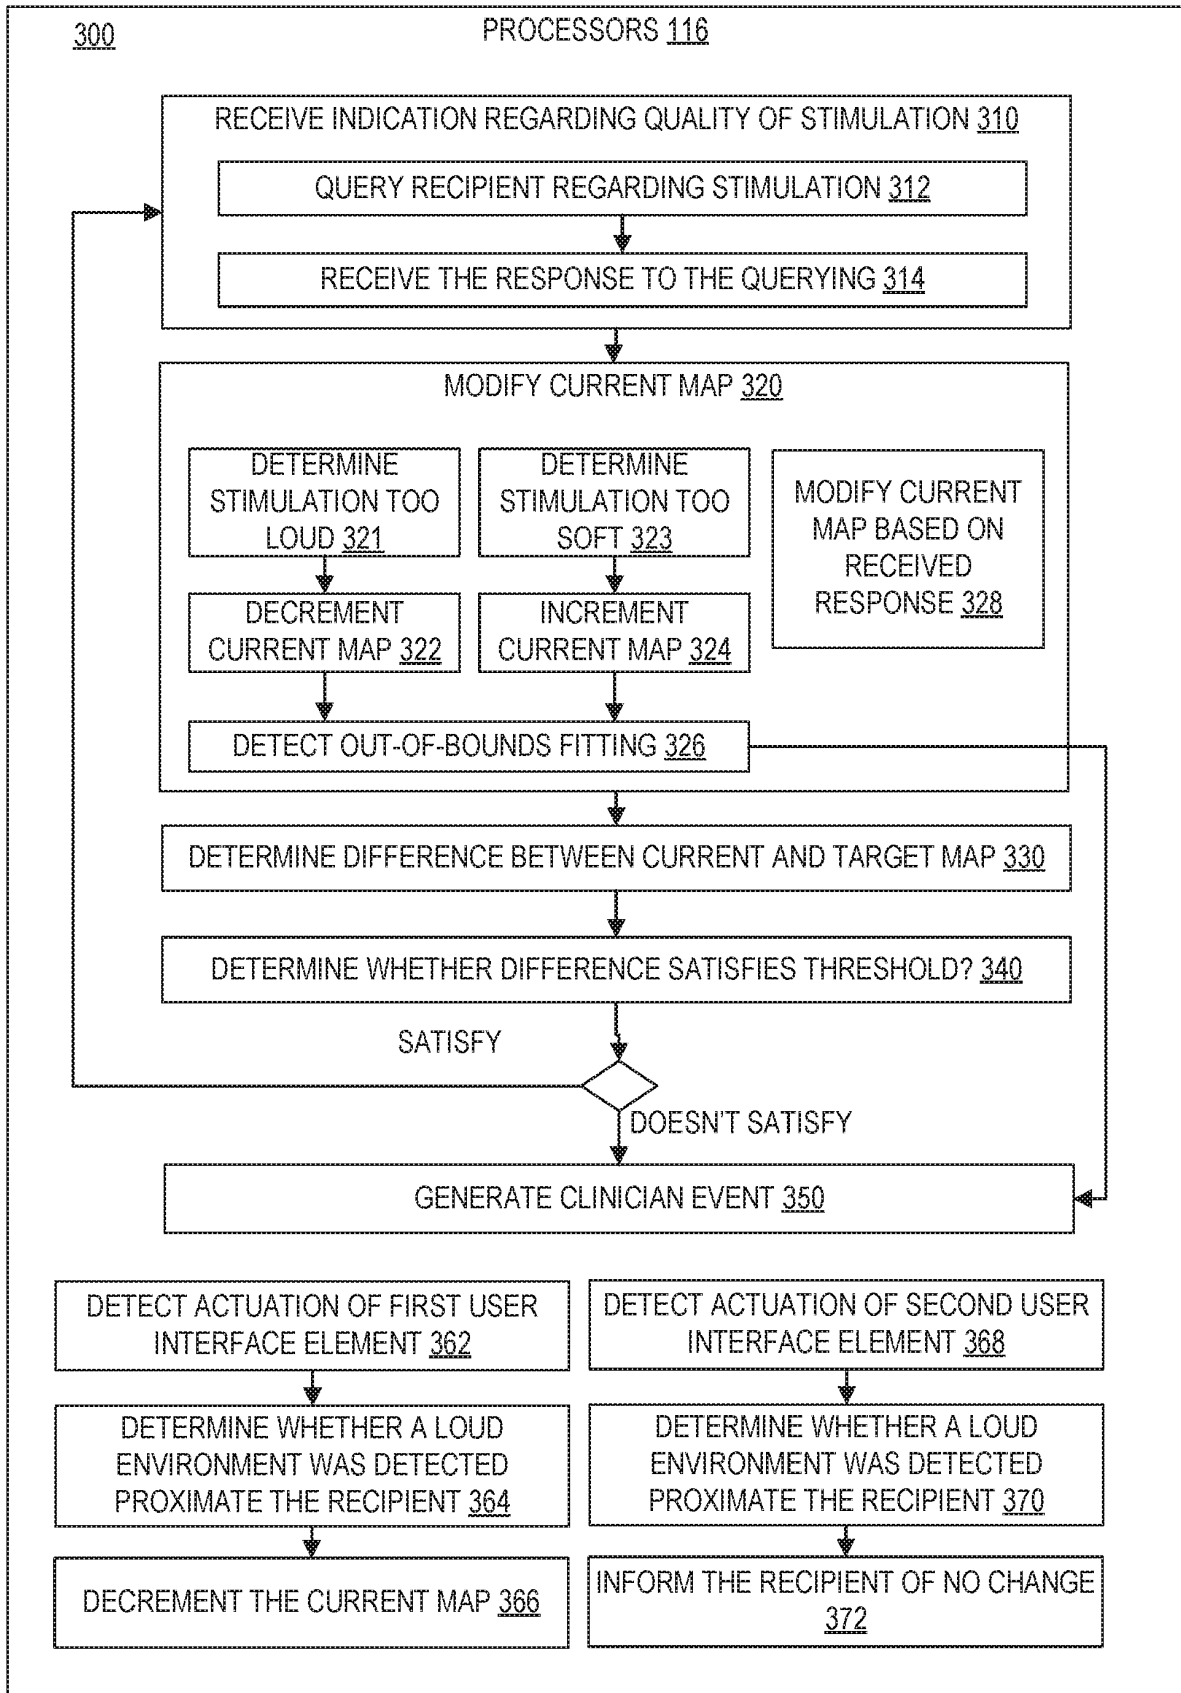 300
PROCESSORS 116
RECEIVE INDICATION REGARDING QUALITY OF STIMULATION 310
QUERY RECIPIENT REGARDING STIMULATION 312
RECEIVE THE RESPONSE TO THE QUERYING 314
MODIFY CURRENT MAP 320
DETERMINE
STIMULATION TOO
LOUD 321
DETERMINE
STIMULATION TOO
SOFT 323
MODIFY CURRENT
MAP BASED ON
RECEIVED
RESPONSE 328
DECREMENT
CURRENT MAP 322
INCREMENT
CURRENT MAP 324
DETECT OUT-OF-BOUNDS FITTING 326
DETERMINE DIFFERENCE BETWEEN CURRENT AND TARGET MAP 330
DETERMINE WHETHER DIFFERENCE SATISFIES THRESHOLD? 340
SATISFY
DOESN'T SATISFY
GENERATE CLINICIAN EVENT 350
DETECT ACTUATION OF FIRST USER
INTERFACE ELEMENT 362
DETECT ACTUATION OF SECOND USER
INTERFACE ELEMENT 368
DETERMINE WHETHER A LOUD
ENVIRONMENT WAS DETECTED
PROXIMATE THE RECIPIENT 364
DETERMINE WHETHER A LOUD
ENVIRONMENT WAS DETECTED
PROXIMATE THE RECIPIENT 370
DECREMENT THE CURRENT MAP 366
INFORM THE RECIPIENT OF NO CHANGE
372